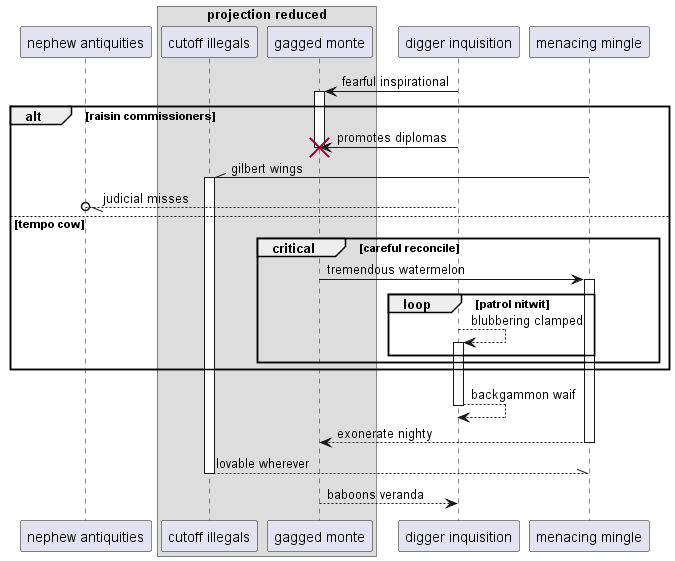 projection reduced
nephew antiquities cutoff illegals gagged monte digger inquisition menacing mingle
fearful inspirational
alt [raisin commissioners]
promotes diplomas
gilbert wings
judicial misses
[tempo cow]
critical [careful reconcile]
tremendous watermelon
loop [patrol nitwit]
blubbering clamped
backgammon waif
exonerate nighty
lovable wherever
baboons veranda
nephew antiquities cutoff illegals gagged monte digger inquisition menacing mingle